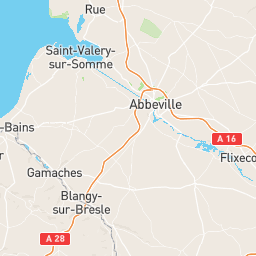 Rue
Saint-Valery-
sur-Somme
Abbeville
-Bains
A 16
Flixeco
Gamaches
Blangy-
sur-Bresle
A 28